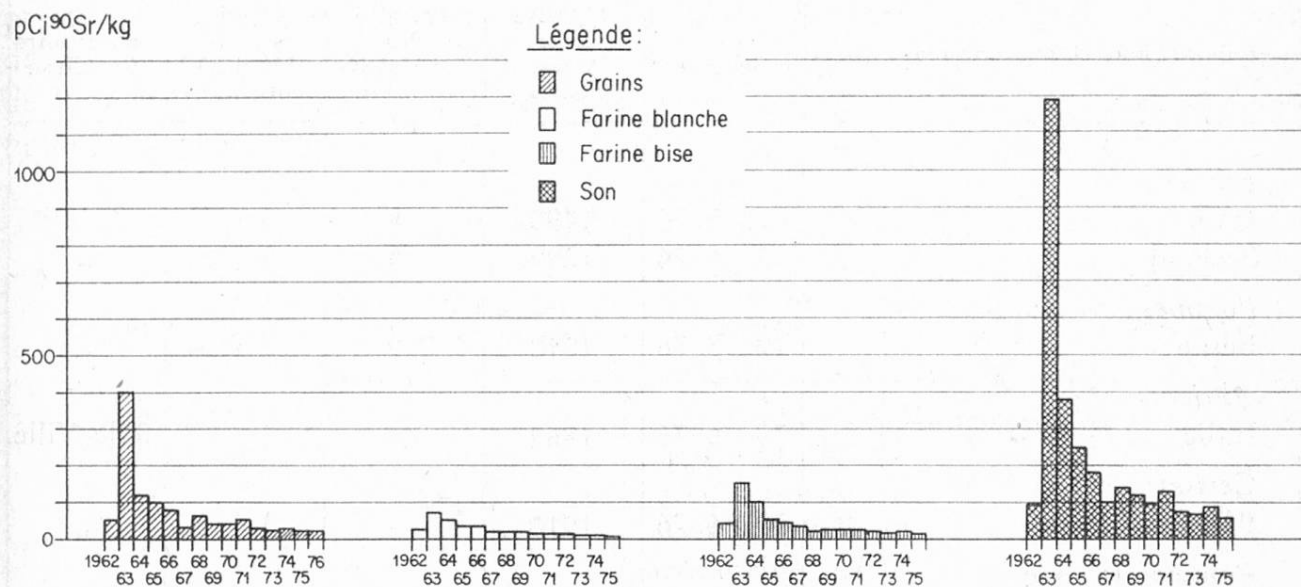 pCi⁹⁰Sr/kg
Légende:
Grains
Farine blanche
Farine bise
Son
1000
500
0
1962 64 66 68 70 72 74 76
63 65 67 69 71 73 75
1962 64 66 68 70 72 74
63 65 67 69 71 73 75
1962 64 66 68 70 72 74
63 65 67 69 71 73 75
1962 64 66 68 70 72 74
63 65 67 69 71 73 75